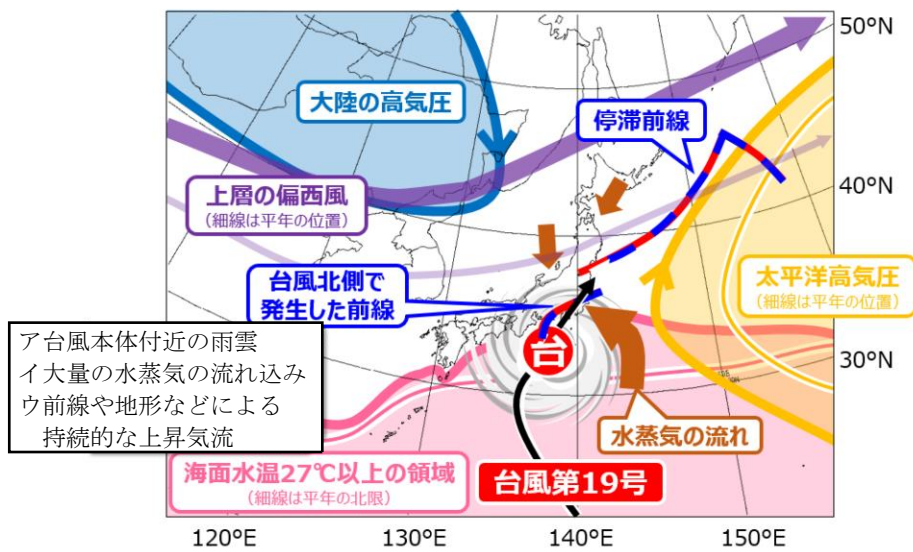 50°N
大陸の高気圧
停滞前線
上層の偏西風
(細線は平年の位置)
40°N
台風北側で
発生した前線
太平洋高気圧
(細線は平年の位置)
ア台風本体付近の雨雲
イ大量の水蒸気の流れ込み
ウ前線や地形などによる
持続的な上昇気流
台
30°N
水蒸気の流れ
海面水温27℃以上の領域
(細線は平年の北限)
台風第19号
120°E
130°E
140°E
150°E